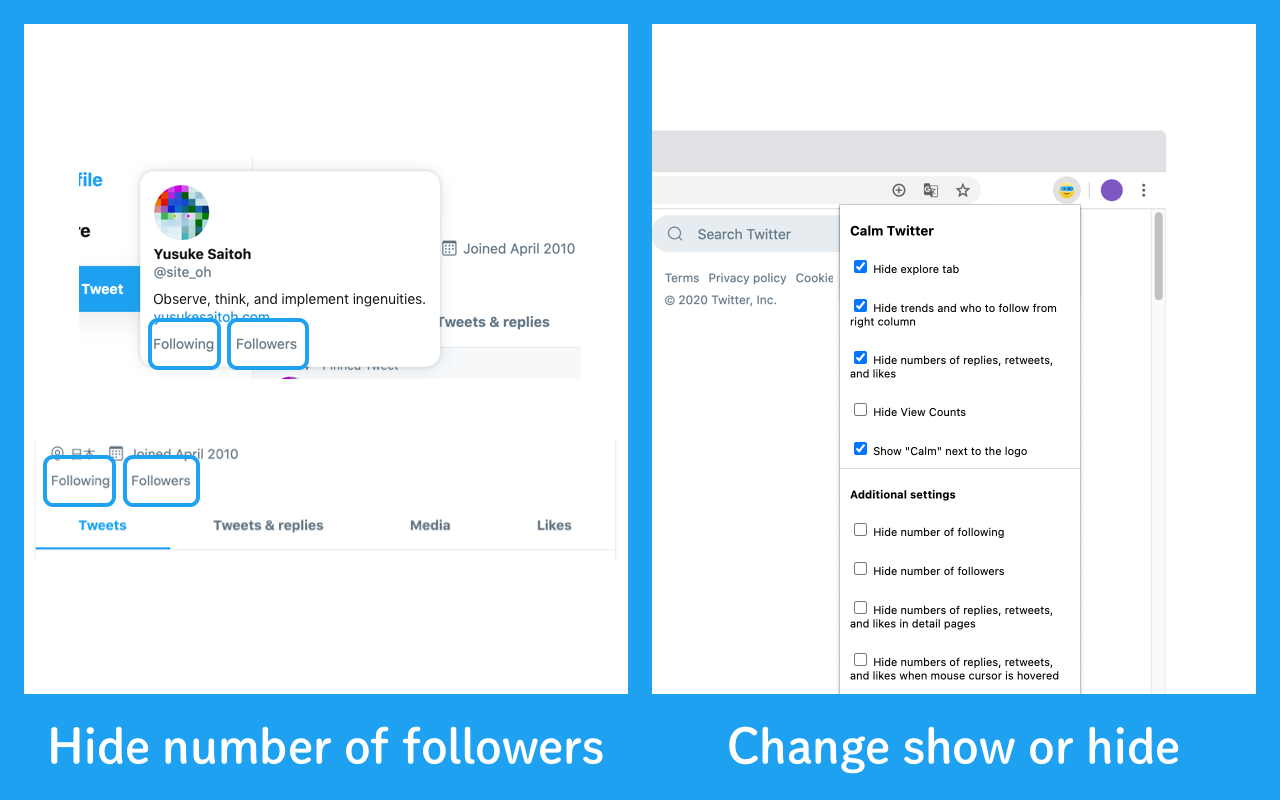 file
re
Tweet
Yusuke Saitoh
@site_oh
Observe, think, and implement ingenuities.
yusukesaitoh.com
Following Followers
Joined April 2010
Tweets & replies
Pinned Tweet
日本 Joined April 2010
Following Followers
Tweets Tweets & replies Media Likes
Hide number of followers
Search Twitter
Terms Privacy policy Cookie
© 2020 Twitter, Inc.
Calm Twitter
Hide explore tab
Hide trends and who to follow from
right column
Hide numbers of replies, retweets,
and likes
Hide View Counts
Show "Calm" next to the logo
Additional settings
Hide number of following
Hide number of followers
Hide numbers of replies, retweets,
and likes in detail pages
Hide numbers of replies, retweets,
and likes when mouse cursor is hovered
Change show or hide